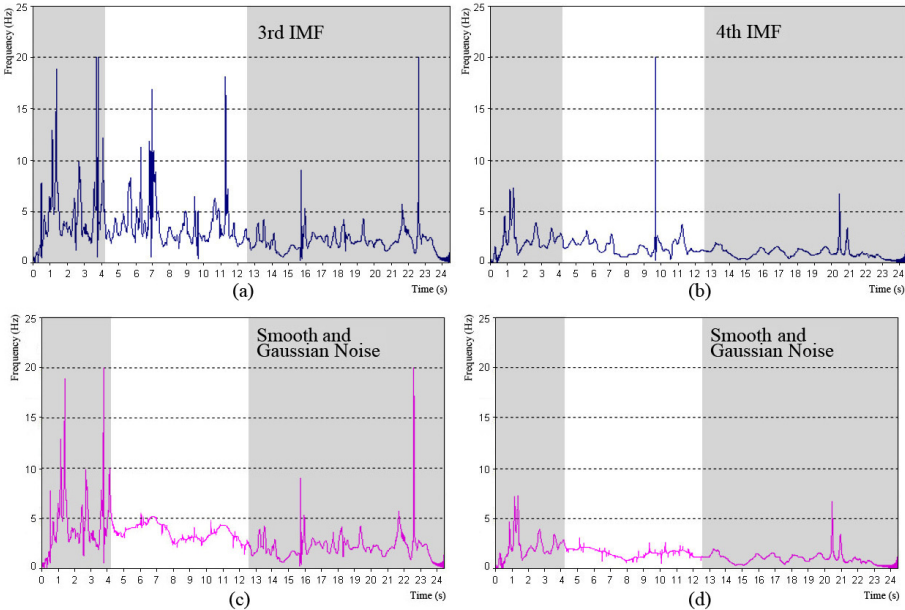 Frequency (Hz)
3rd IMF
25
20
15
10
5
0
0 1 2 3 4 5 6 7 8 9 10 11 12 13 14 15 16 17 18 19 20 21 22 23 24
Time (s)
(a)
Frequency (Hz)
4th IMF
25
20
15
10
5
0
0 1 2 3 4 5 6 7 8 9 10 11 12 13 14 15 16 17 18 19 20 21 22 23 24
Time (s)
(b)
Frequency (Hz)
Smooth and
Gaussian Noise
25
20
15
10
5
0
0 1 2 3 4 5 6 7 8 9 10 11 12 13 14 15 16 17 18 19 20 21 22 23 24
Time (s)
(c)
Frequency (Hz)
Smooth and
Gaussian Noise
25
20
15
10
5
0
0 1 2 3 4 5 6 7 8 9 10 11 12 13 14 15 16 17 18 19 20 21 22 23 24
Time (s)
(d)